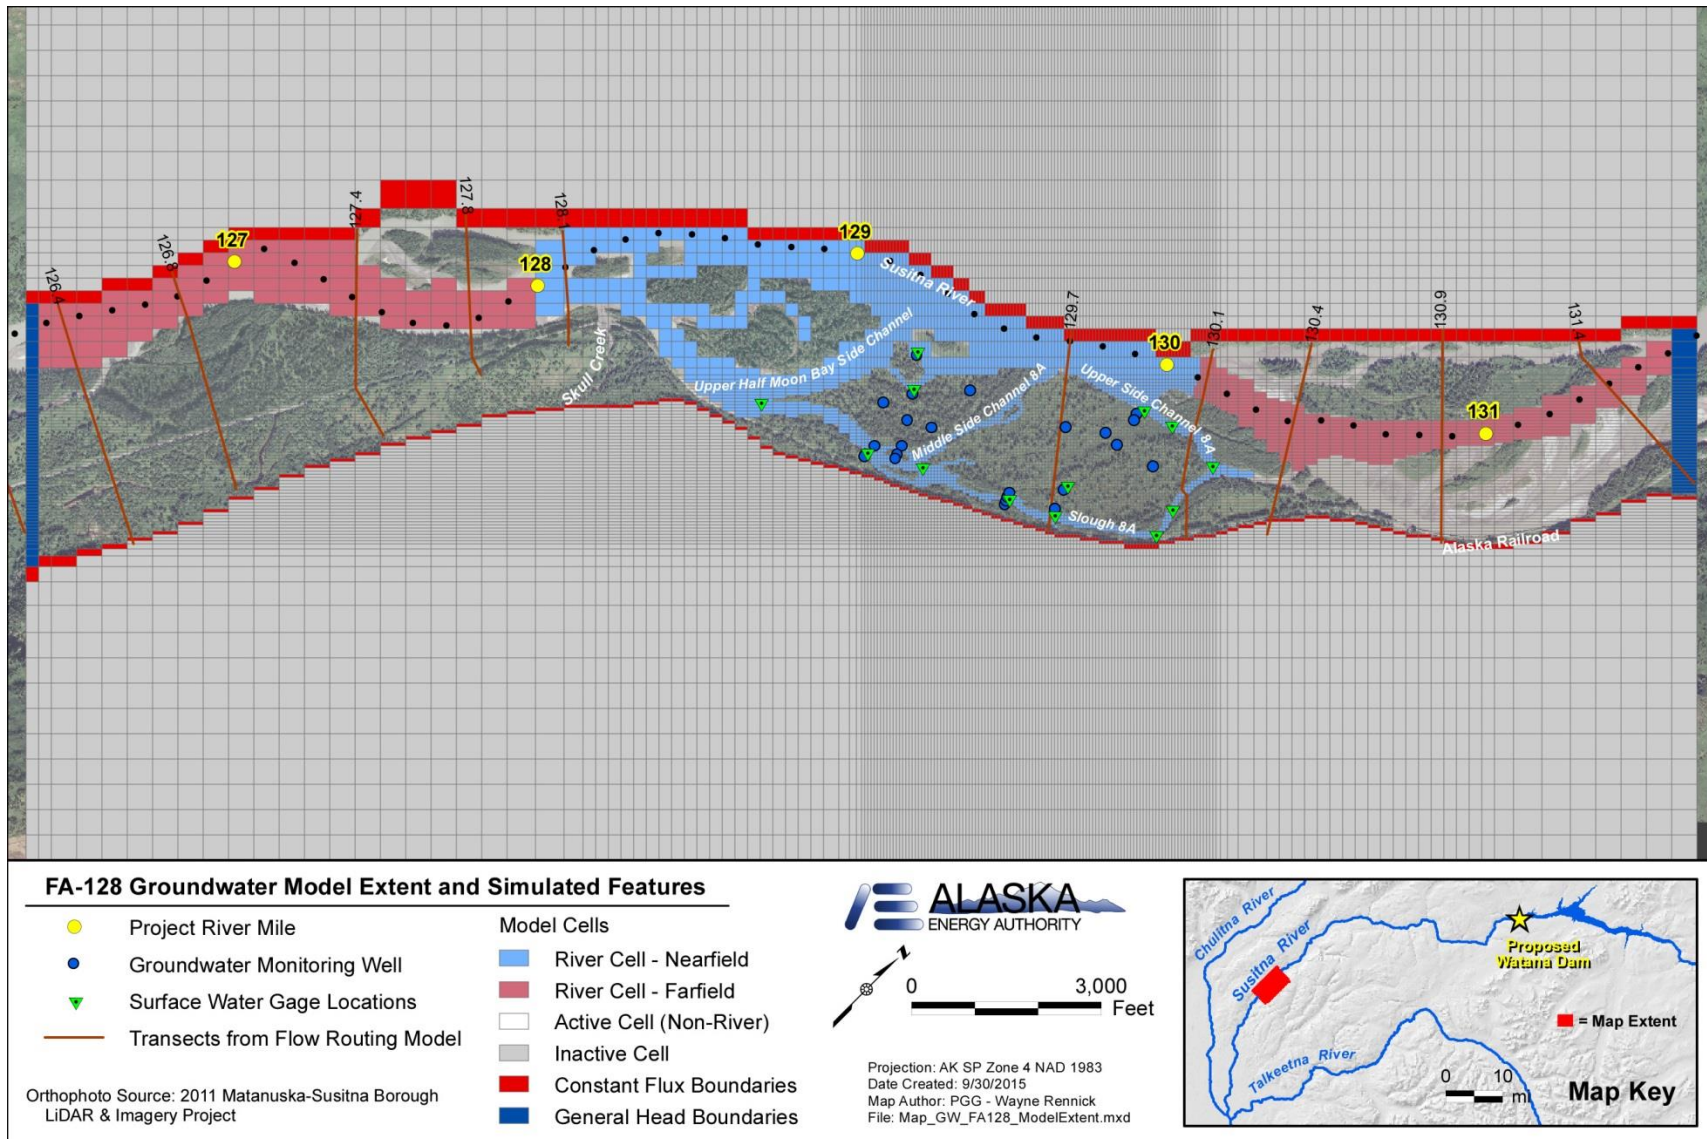 127.4
127.8
128.1
127
126.8
126.4
128
129
Susitna River
129.7
130
130.1
130.4
130.9
131.4
131
Skull Creek
Upper Half Moon Bay Side Channel
Middle Side Channel 8A
Upper Side Channel 8A
Slough 8A
Alaska Railroad
FA-128 Groundwater Model Extent and Simulated Features
Project River Mile
Groundwater Monitoring Well
Surface Water Gage Locations
Transects from Flow Routing Model
Orthophoto Source: 2011 Matanuska-Susitna Borough
LiDAR & Imagery Project
Model Cells
River Cell - Nearfield
River Cell - Farfield
Active Cell (Non-River)
Inactive Cell
Constant Flux Boundaries
General Head Boundaries
ALASKA
ENERGY AUTHORITY
N
0 3,000
Feet
Projection: AK SP Zone 4 NAD 1983
Date Created: 9/30/2015
Map Author: PGG - Wayne Rennick
File: Map_GW_FA128_ModelExtent.mxd
Chulitna River
Susitna River
Proposed
Watana Dam
= Map Extent
Talkeetna River
0 10
mi
Map Key